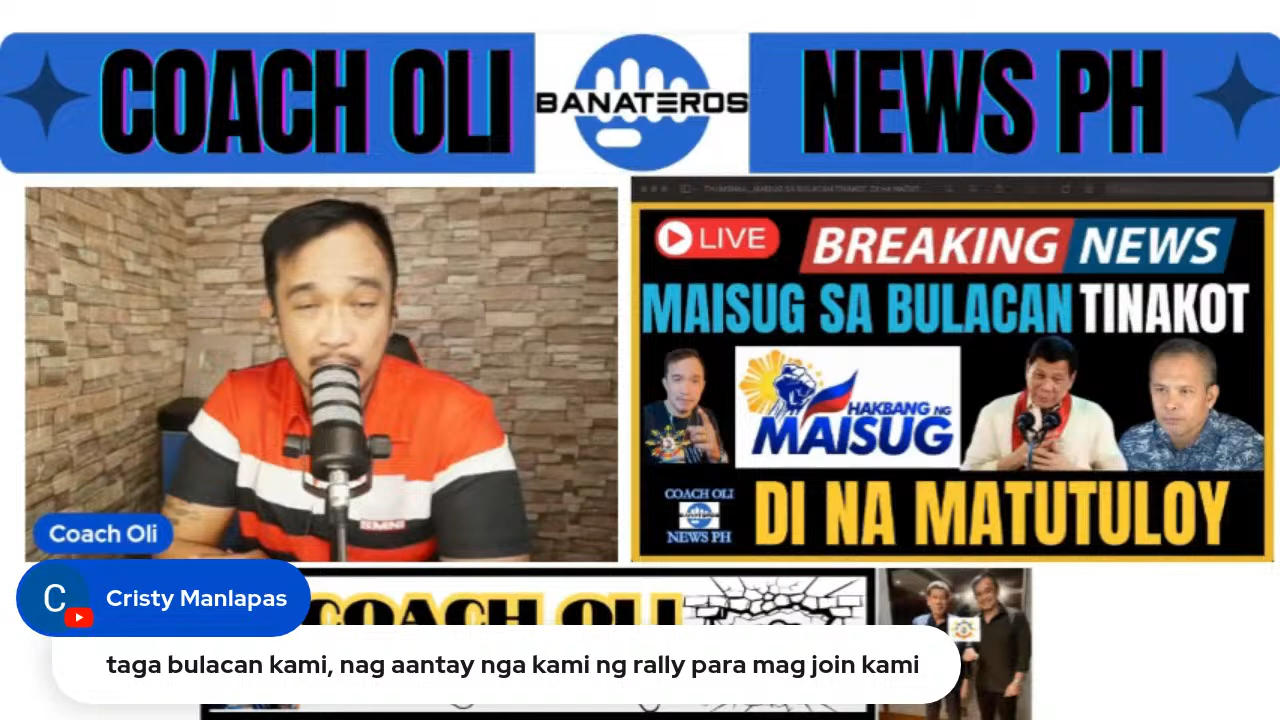 COACH OLI
BANATEROS
NEWS PH
LIVE
BREAKING NEWS
MAISUG SA BULACAN TINAKOT
HAKBANG NG
MAISUG
COACH OLI
BANATEROS
NEWS PH
DI NA MATUTULOY
SMNI
Coach Oli
C
Cristy Manlapas
COACH OLI
taga bulacan kami, nag aantay nga kami ng rally para mag join kami